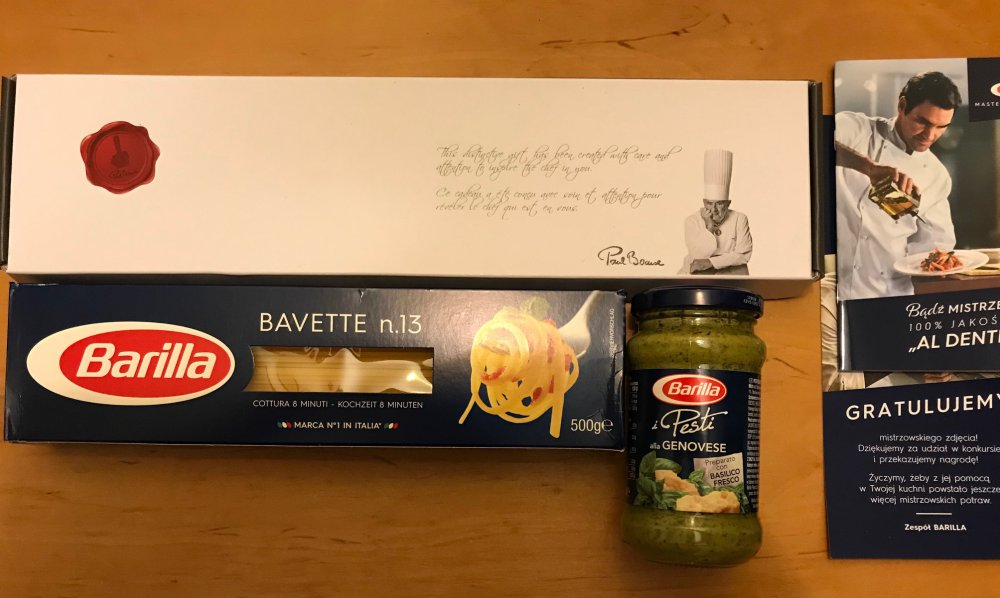 This distinctive gift has been created with care and
attention to inspire the chef in you.
Ce cadeau a été conçu avec soin et attention pour
révéler le chef qui est en vous.
Paul Bocuse
Barilla
BAVETTE n.13
COTTURA 8 MINUTI - KOCHZEIT 8 MINUTEN
MARCA N°1 IN ITALIA*
500g e
Barilla
i Pesti
alla GENOVESE
Preparato
con
BASILICO
FRESCO
MASTE
Bądź MISTRZE
100% JAKOŚ
„AL DENT
GRATULUJEMY
mistrzowskiego zdjęcia!
Dziękujemy za udział w konkursie
i przekazujemy nagrodę!
Życzymy, żeby z jej pomocą
w Twojej kuchni powstało jeszcze
więcej mistrzowskich potraw.
Zespół BARILLA